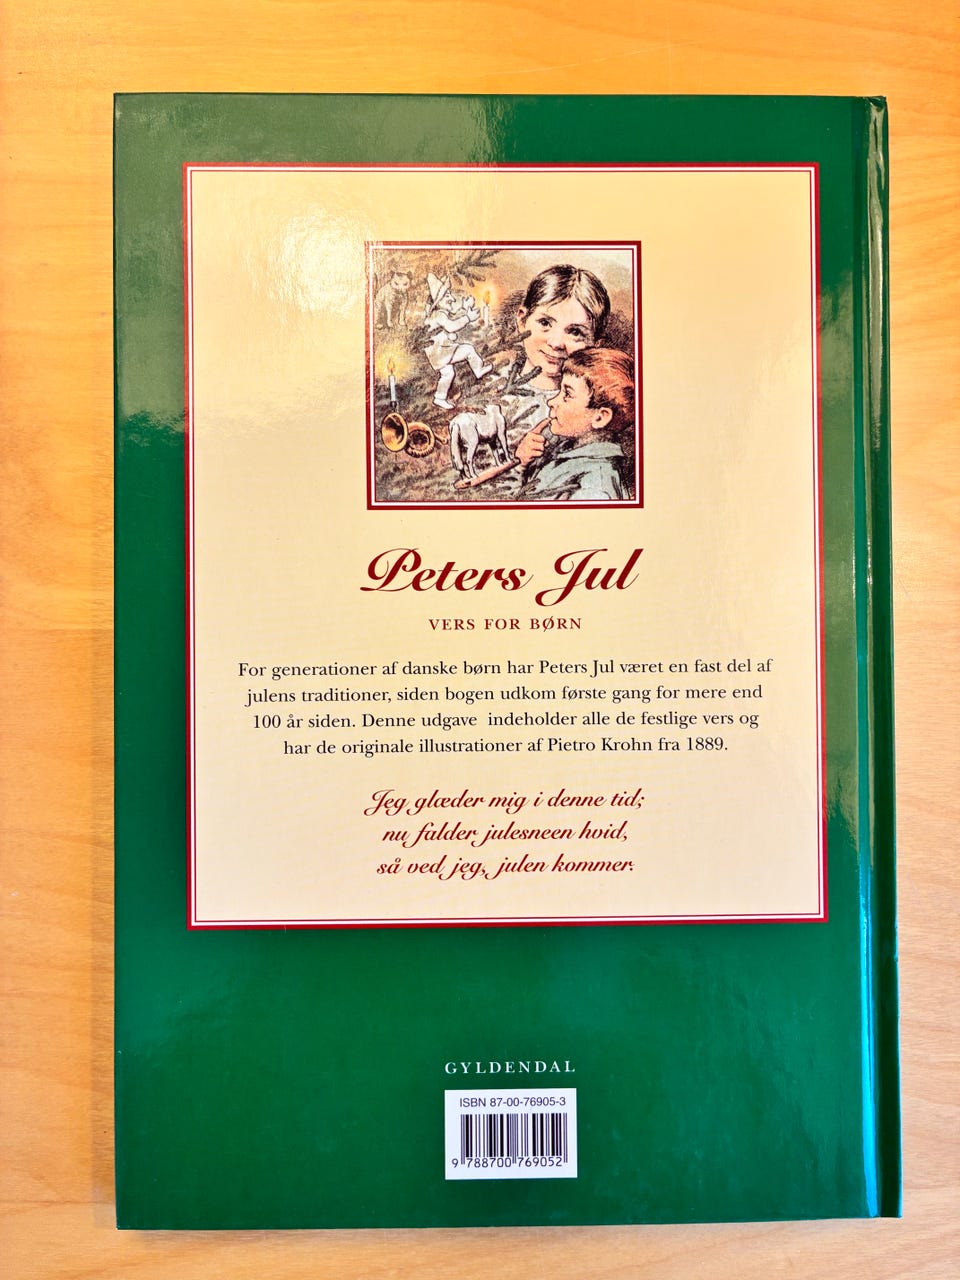 Peters Jul
VERS FOR BØRN
For generationer af danske børn har Peters Jul været en fast del af
julens traditioner, siden bogen udkom første gang for mere end
100 år siden. Denne udgave indeholder alle de festlige vers og
har de originale illustrationer af Pietro Krohn fra 1889.
Jeg glæder mig i denne tid;
nu falder julesneen hvid,
så ved jeg, julen kommer.
GYLDENDAL
ISBN 87-00-76905-3
9 788700 769052